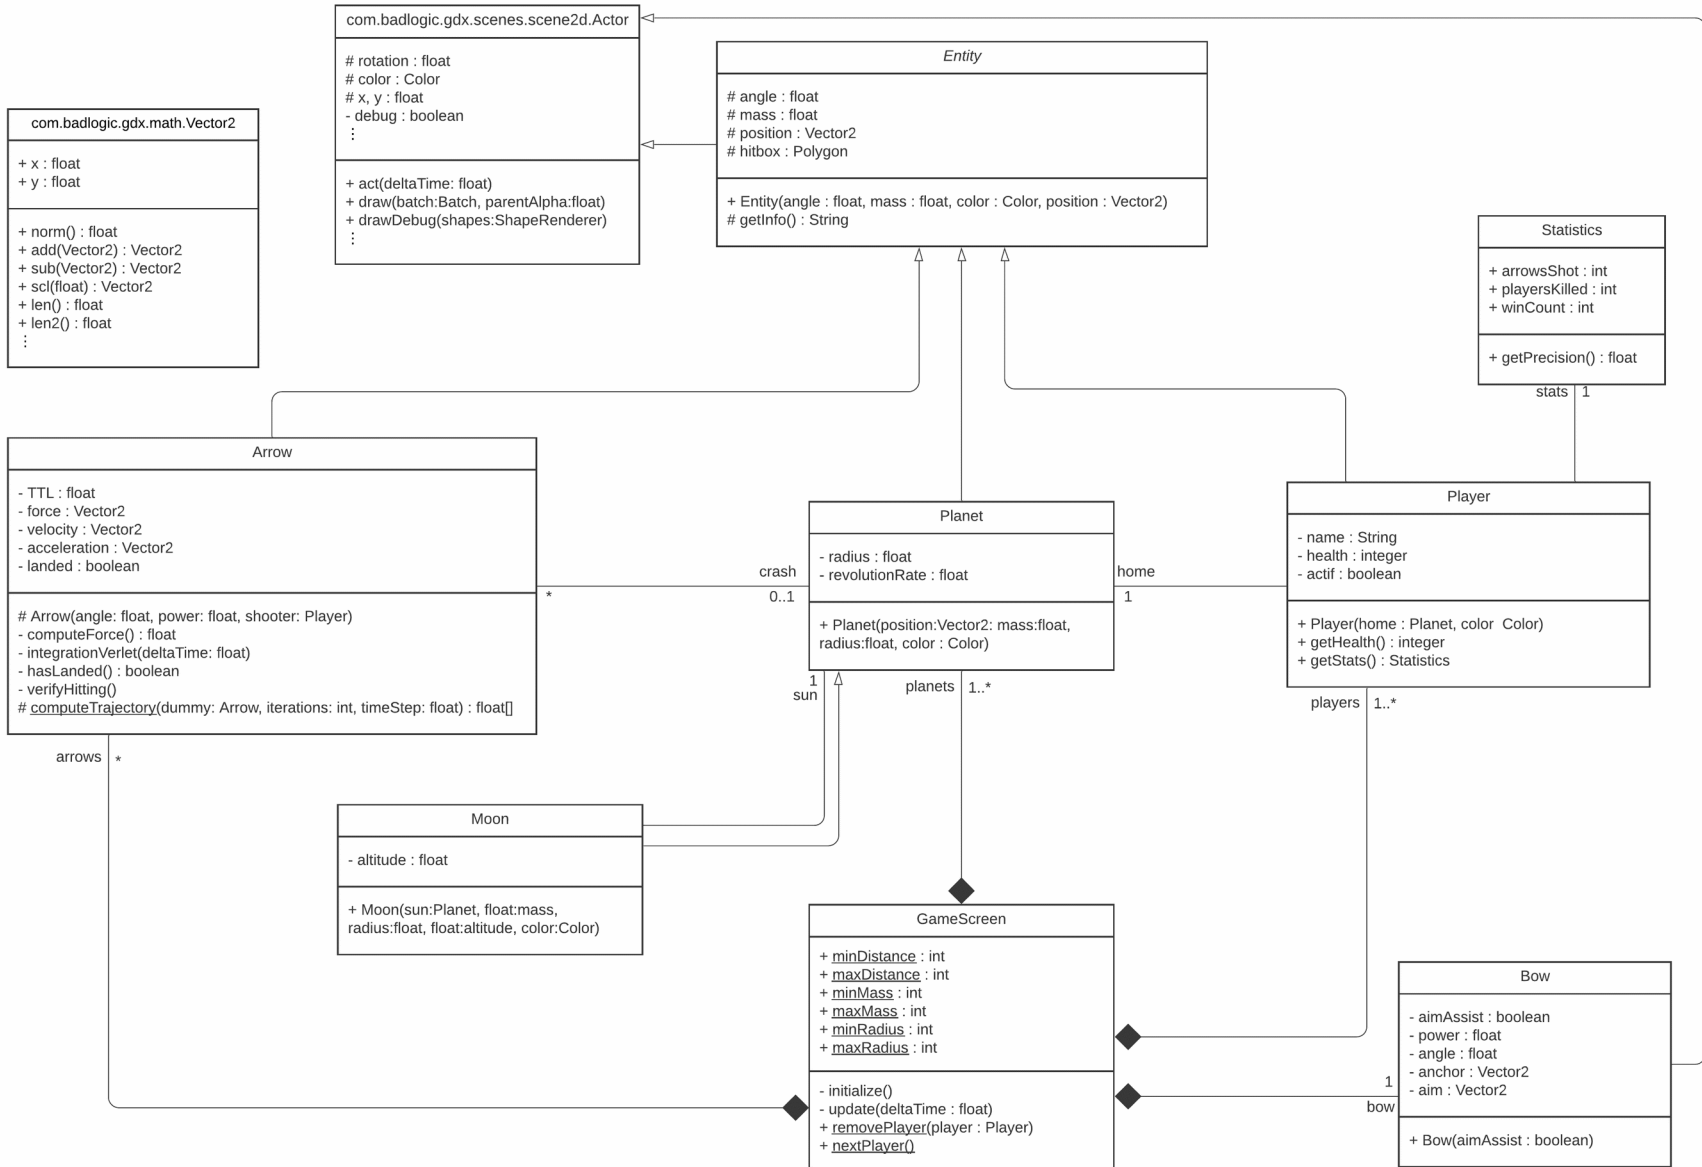 com.badlogic.gdx.scenes.scene2d.Actor
# rotation : float
# color : Color
# x, y : float
- debug : boolean
⋮
+ act(deltaTime: float)
+ draw(batch:Batch, parentAlpha:float)
+ drawDebug(shapes:ShapeRenderer)
⋮
Entity
# angle : float
# mass : float
# position : Vector2
# hitbox : Polygon
+ Entity(angle : float, mass : float, color : Color, position : Vector2)
# getInfo() : String
com.badlogic.gdx.math.Vector2
+ x : float
+ y : float
+ norm() : float
+ add(Vector2) : Vector2
+ sub(Vector2) : Vector2
+ scl(float) : Vector2
+ len() : float
+ len2() : float
⋮
Statistics
+ arrowsShot : int
+ playersKilled : int
+ winCount : int
+ getPrecision() : float
stats 1
Arrow
- TTL : float
- force : Vector2
- velocity : Vector2
- acceleration : Vector2
- landed : boolean
# Arrow(angle: float, power: float, shooter: Player)
- computeForce() : float
- integrationVerlet(deltaTime: float)
- hasLanded() : boolean
- verifyHitting()
# computeTrajectory(dummy: Arrow, iterations: int, timeStep: float) : float[]
*
crash
0..1
Planet
- radius : float
- revolutionRate : float
+ Planet(position:Vector2: mass:float,
radius:float, color : Color)
home
1
Player
- name : String
- health : integer
- actif : boolean
+ Player(home : Planet, color  Color)
+ getHealth() : integer
+ getStats() : Statistics
1
sun
planets 1..*
players 1..*
arrows *
Moon
- altitude : float
+ Moon(sun:Planet, float:mass,
radius:float, float:altitude, color:Color)
GameScreen
+ minDistance : int
+ maxDistance : int
+ minMass : int
+ maxMass : int
+ minRadius : int
+ maxRadius : int
- initialize()
- update(deltaTime : float)
+ removePlayer(player : Player)
+ nextPlayer()
1
bow
Bow
- aimAssist : boolean
- power : float
- angle : float
- anchor : Vector2
- aim : Vector2
+ Bow(aimAssist : boolean)